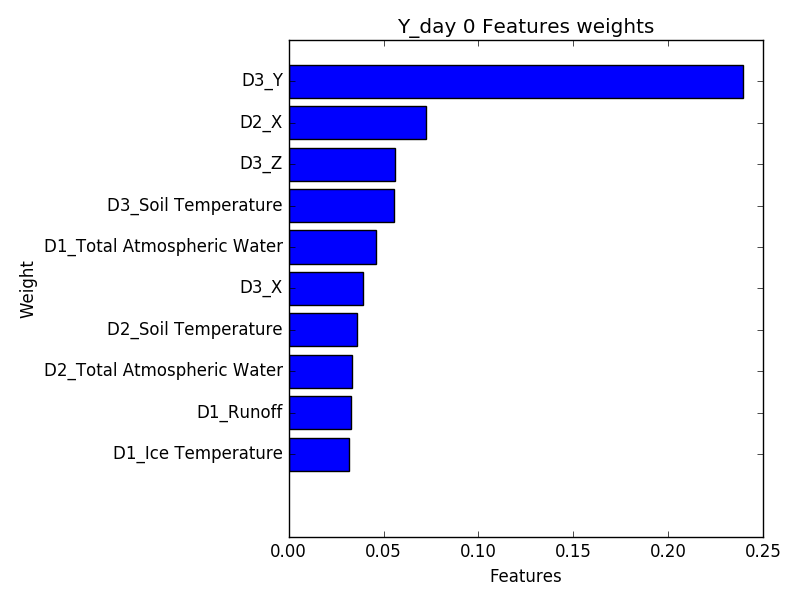 Y_day 0 Features weights
D3_Y
D2_X
D3_Z
D3_Soil Temperature
D1_Total Atmospheric Water
D3_X
D2_Soil Temperature
D2_Total Atmospheric Water
D1_Runoff
D1_Ice Temperature
Weight
0.00 0.05 0.10 0.15 0.20 0.25
Features